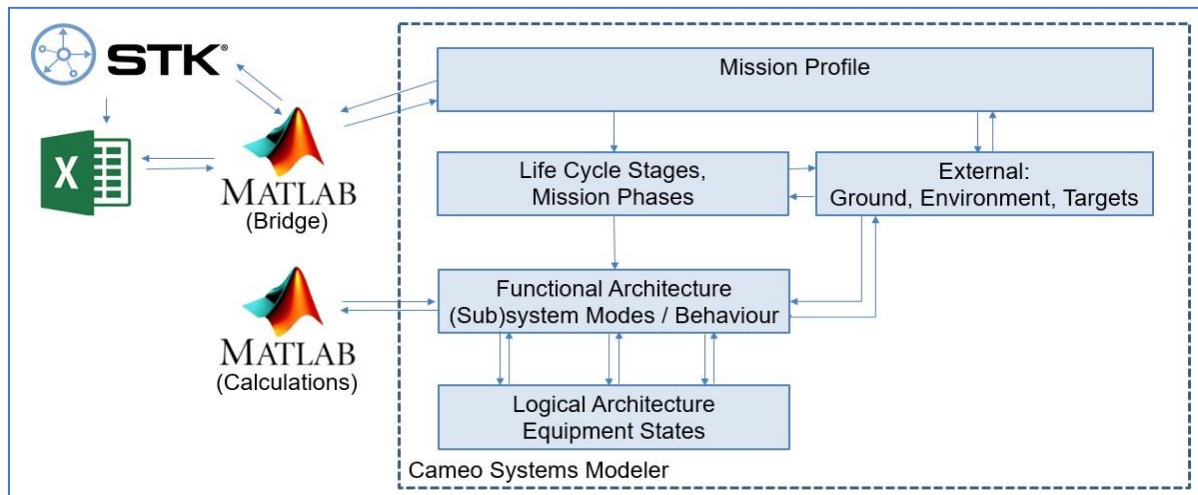 STK®
Mission Profile
X
MATLAB
(Bridge)
Life Cycle Stages,
Mission Phases
External:
Ground, Environment, Targets
MATLAB
(Calculations)
Functional Architecture
(Sub)system Modes / Behaviour
Logical Architecture
Equipment States
Cameo Systems Modeler